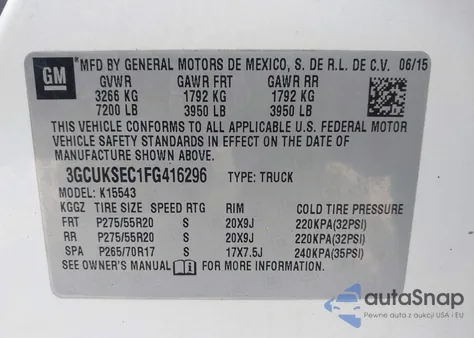 GM
*MFD BY GENERAL MOTORS DE MEXICO, S. DE R.L. DE C.V. 06/15
GVWR GAWR FRT GAWR RR
3266 KG 1792 KG 1792 KG
7200 LB 3950 LB 3950 LB
THIS VEHICLE CONFORMS TO ALL APPLICABLE U.S. FEDERAL MOTOR
VEHICLE SAFETY STANDARDS IN EFFECT ON THE DATE OF
MANUFACTURE SHOWN ABOVE.
3GCUKSEC1FG416296 TYPE: TRUCK
MODEL: K15543
KGGZ TIRE SIZE SPEED RTG RIM COLD TIRE PRESSURE
FRT P275/55R20 S 20X9J 220KPA(32PSI)
RR P275/55R20 S 20X9J 220KPA(32PSI)
SPA P265/70R17 S 17X7.5J 240KPA(35PSI)
SEE OWNER'S MANUAL FOR MORE INFORMATION
autoSnap
Pewne auta z dostawą z USA i EU